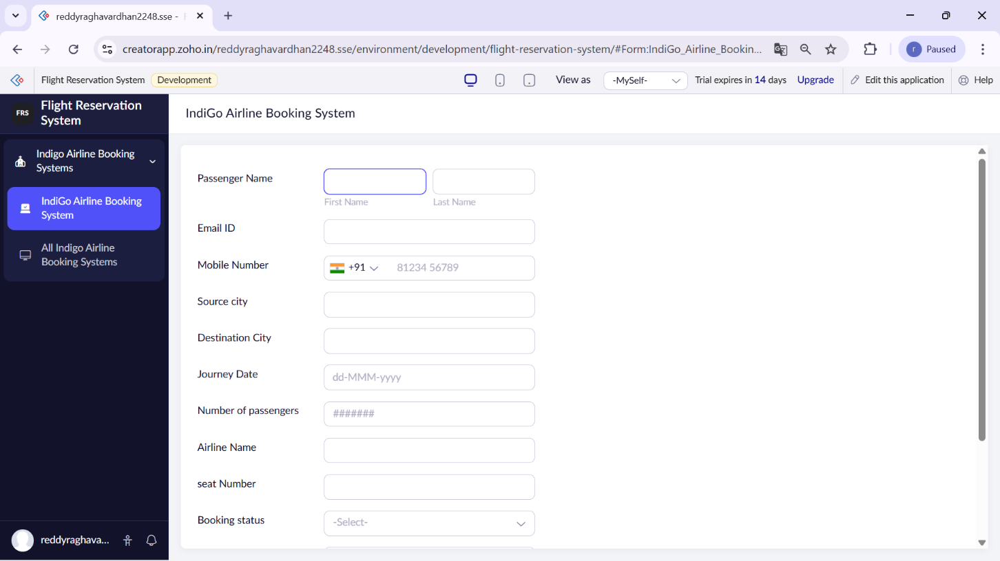 reddyraghavardhan2248.sse -
creatorapp.zoho.in/reddyraghavardhan2248.sse/environment/development/flight-reservation-system/#Form:IndiGo_Airline_Bookin...
r Paused
Flight Reservation System Development View as -MySelf- Trial expires in 14 days Upgrade Edit this application Help
FRS
Flight Reservation
System
IndiGo Airline Booking System
Indigo Airline Booking
Systems
IndiGo Airline Booking
System
All Indigo Airline
Booking Systems
Passenger Name
First Name Last Name
Email ID
Mobile Number +91 81234 56789
Source city
Destination City
Journey Date dd-MMM-yyyy
Number of passengers #######
Airline Name
seat Number
Booking status -Select-
reddyraghava...